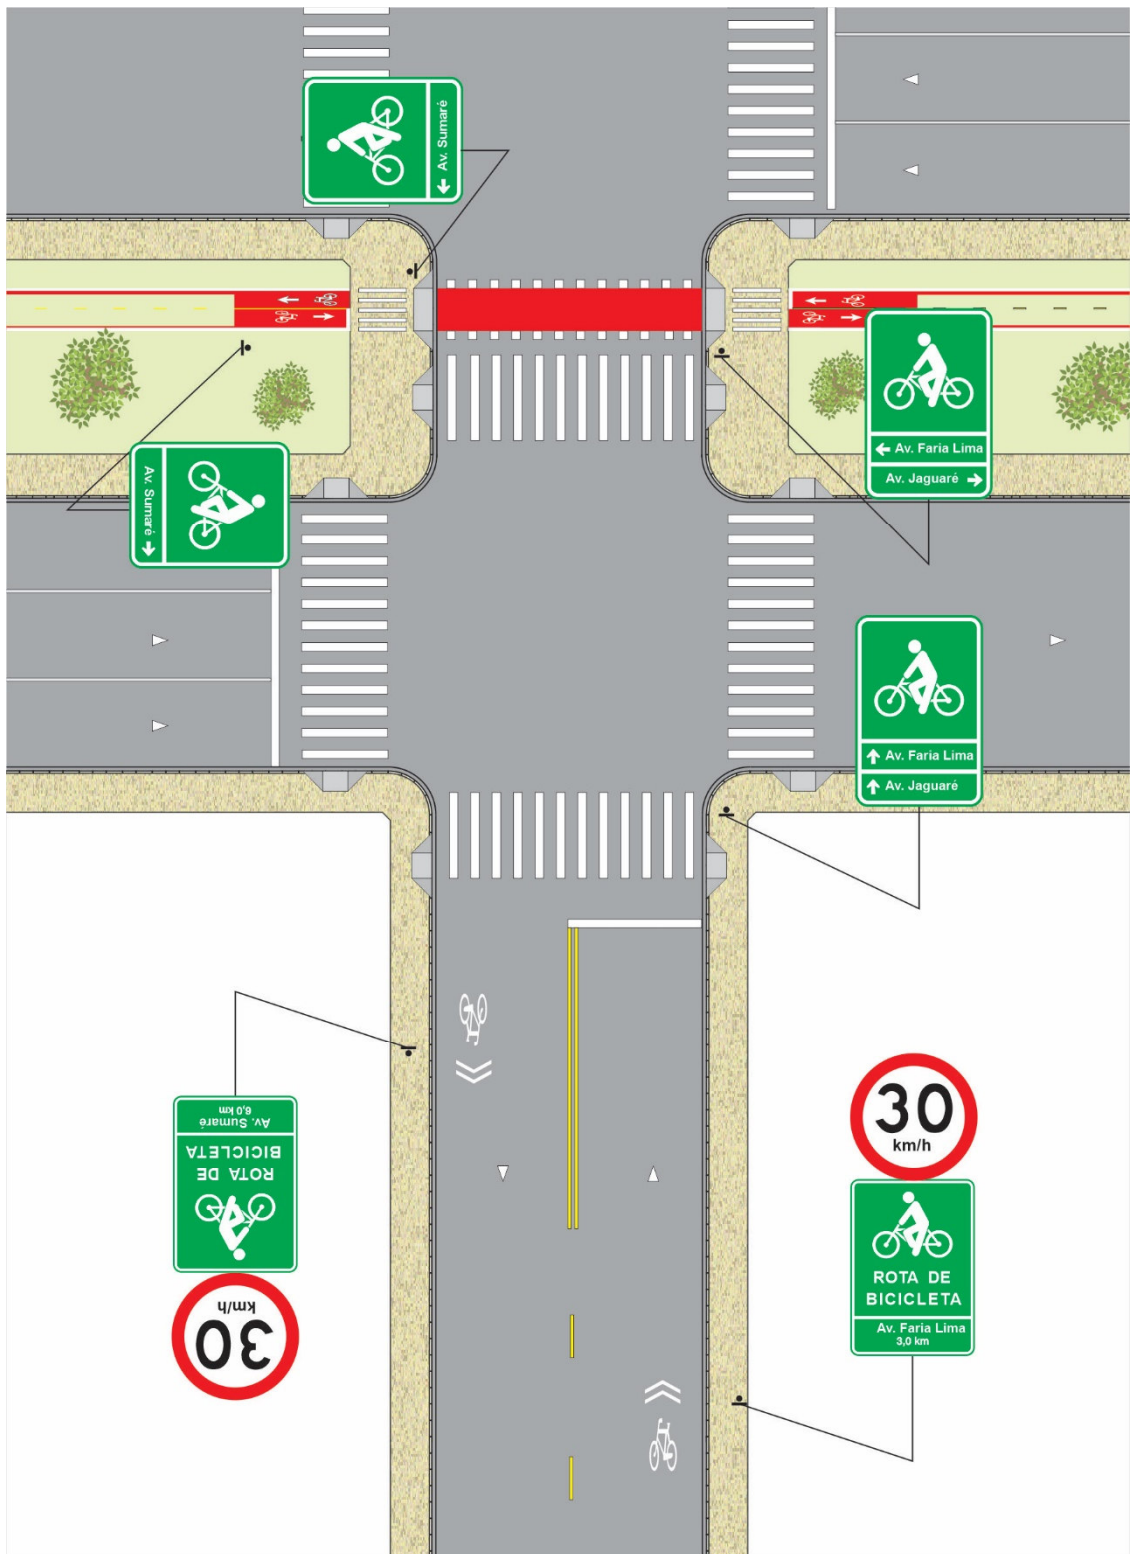 ← Av. Sumaré
← Av. Faria Lima
Av. Jaguaré →
Av. Sumaré →
↑ Av. Faria Lima
↑ Av. Jaguaré
30
km/h
ROTA DE
BICICLETA
Av. Faria Lima
3,0 km
30
km/h
ROTA DE
BICICLETA
Av. Sumaré
6,0 km